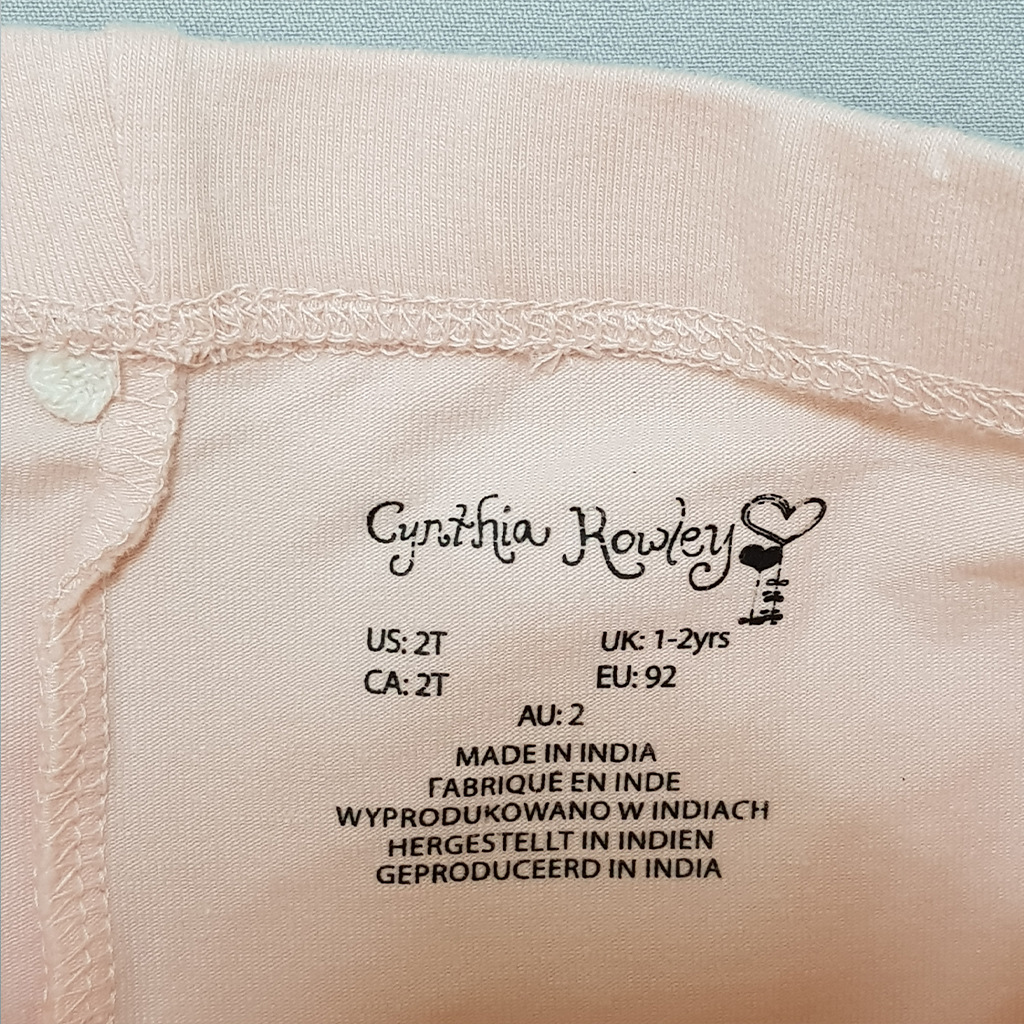 Cynthia Rowley
US: 2T UK: 1-2yrs
CA: 2T EU: 92
AU: 2
MADE IN INDIA
FABRIQUÉ EN INDE
WYPRODUKOWANO W INDIACH
HERGESTELLT IN INDIEN
GEPRODUCEERD IN INDIA